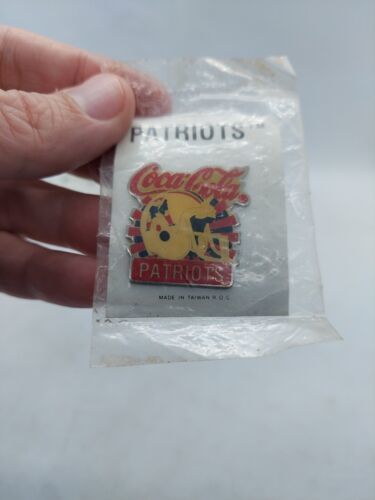 PATRIOTS™
Coca-Cola
PATRIOTS
MADE IN TAIWAN R.O.C.